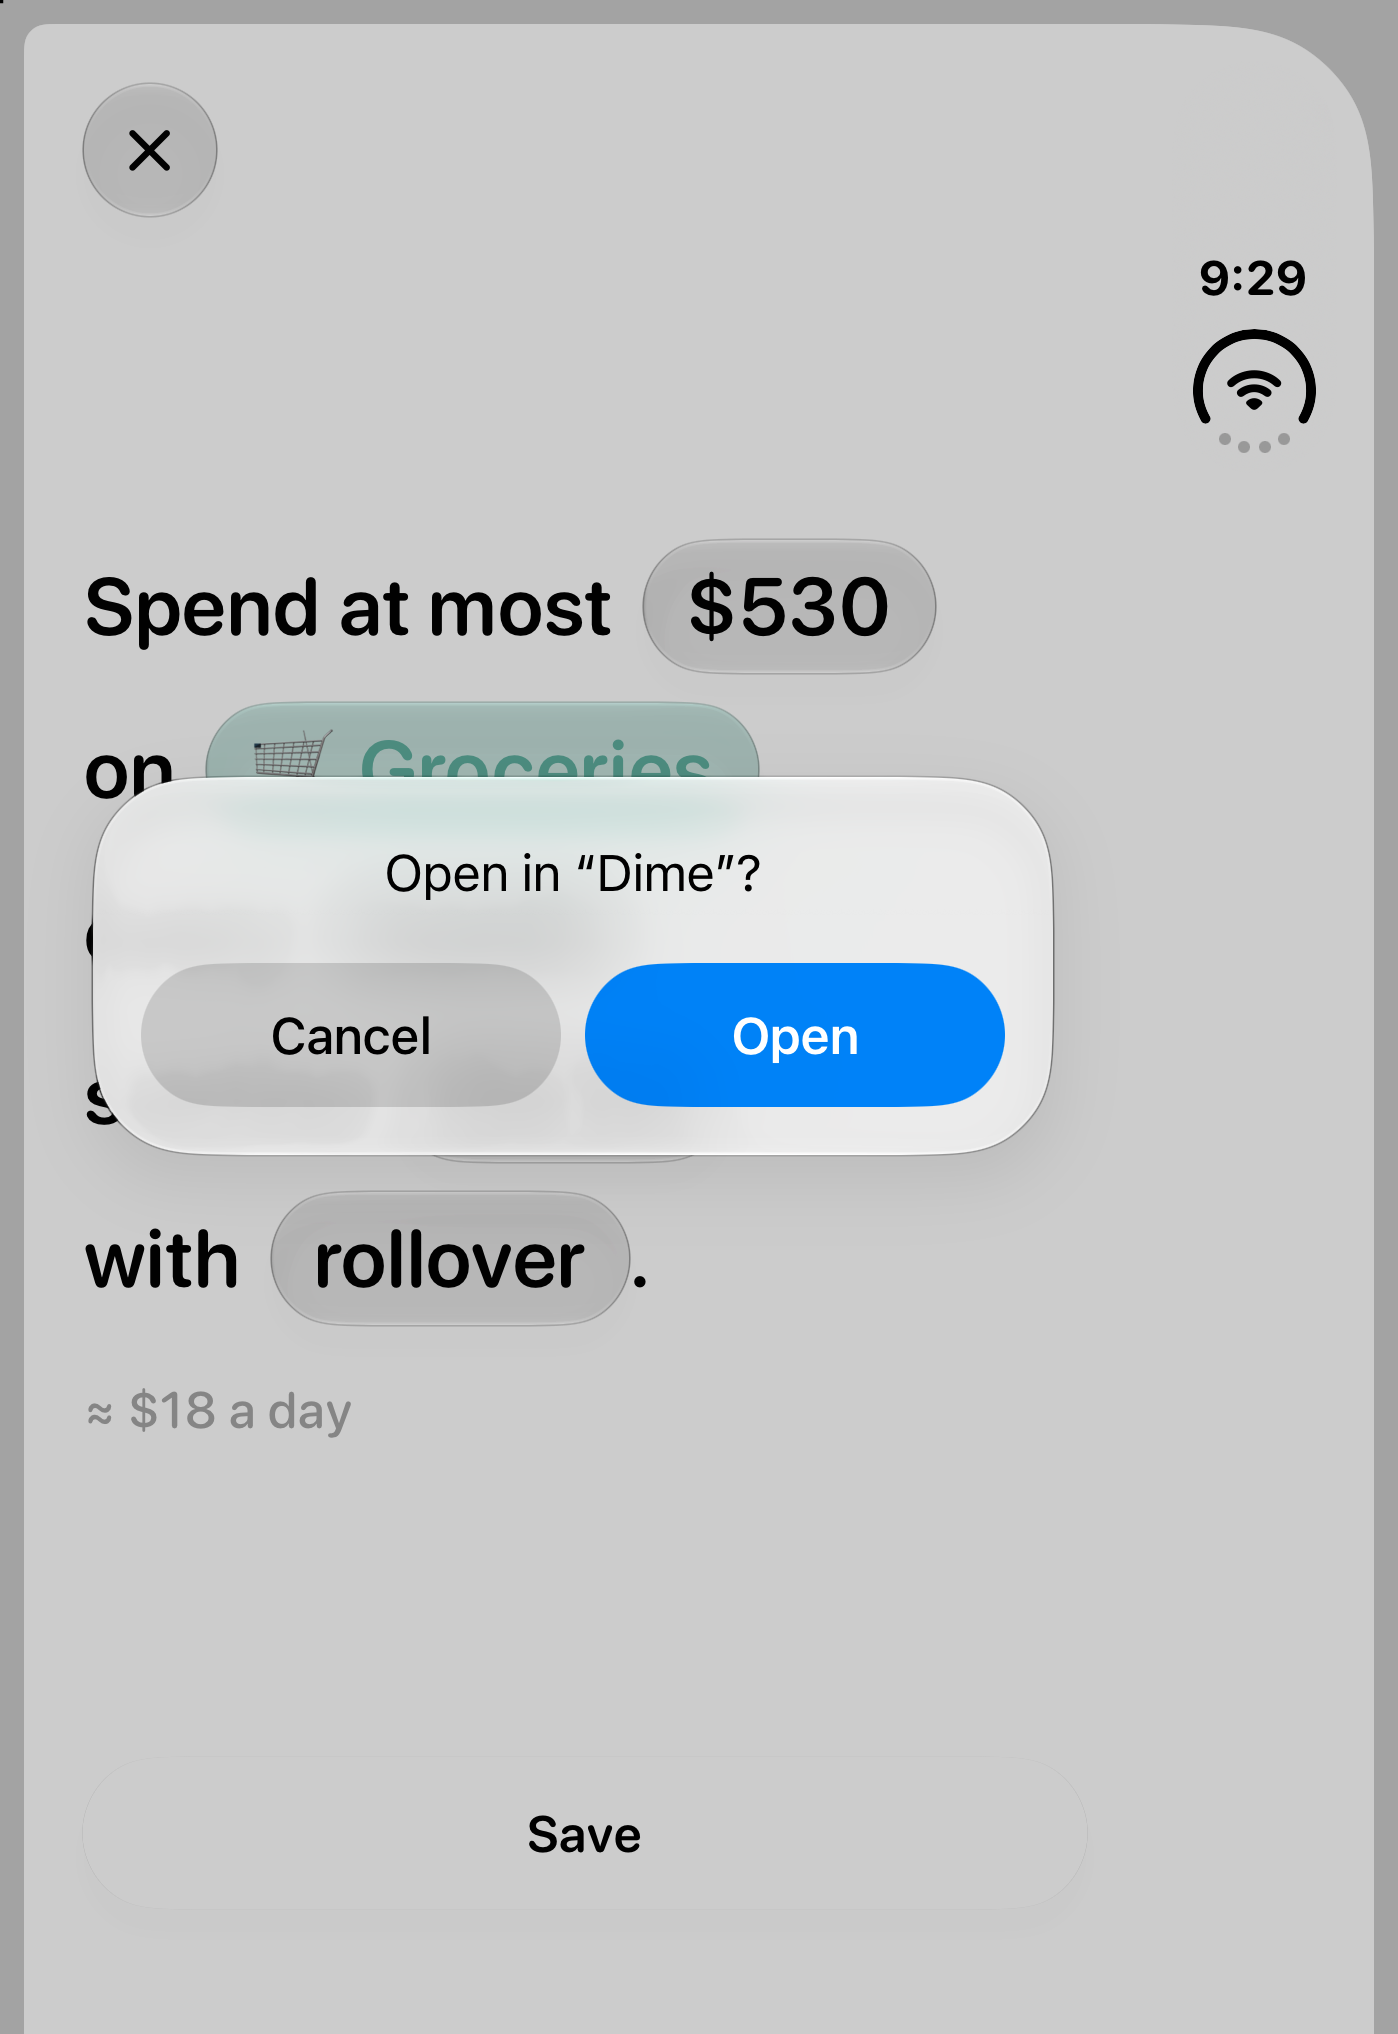 9:29
Spend at most $530
on 🛒 Groceries
Open in “Dime”?
Cancel Open
with rollover.
≈ $18 a day
Save